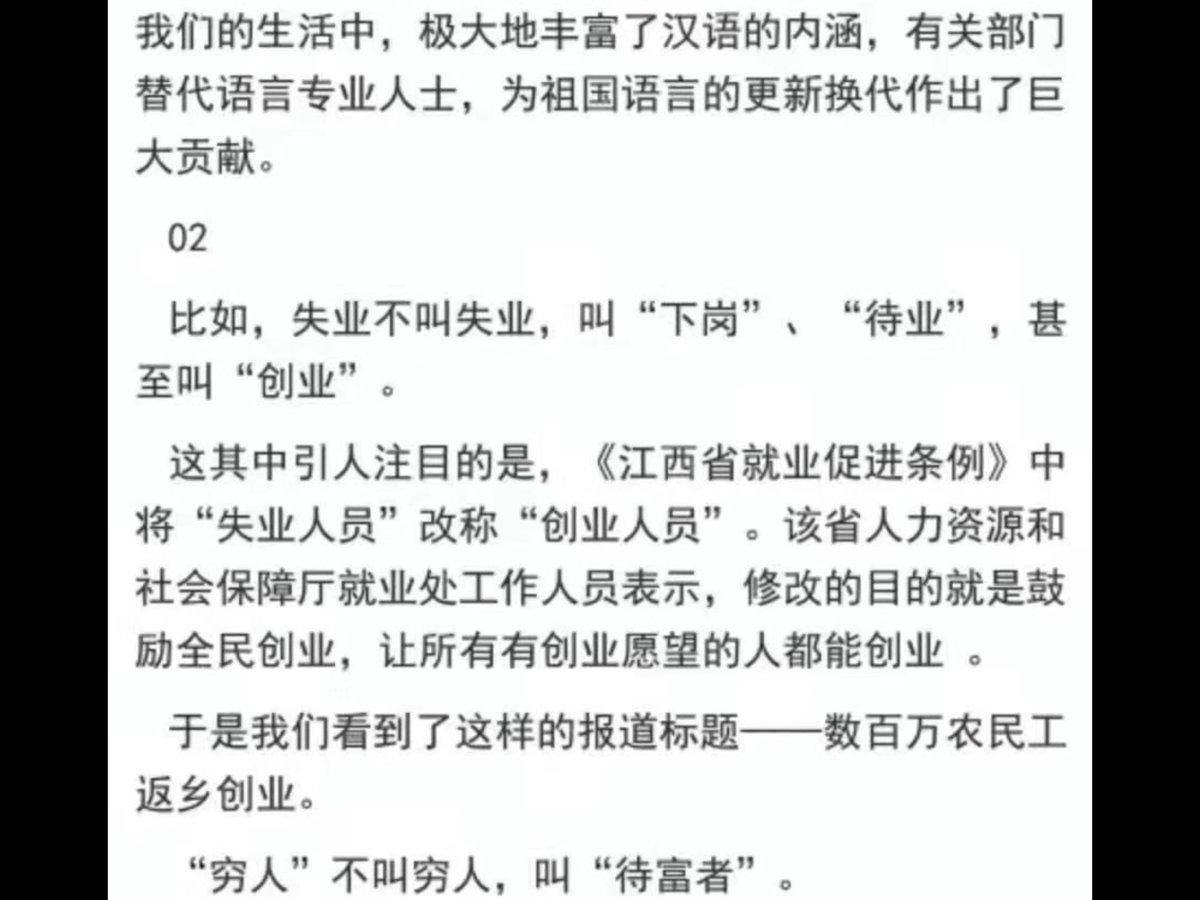 我们的生活中，极大地丰富了汉语的内涵，有关部门
替代语言专业人士，为祖国语言的更新换代作出了巨
大贡献。
02
比如，失业不叫失业，叫“下岗”、“待业”，甚
至叫“创业”。
这其中引人注目的是，《江西省就业促进条例》中
将“失业人员”改称“创业人员”。该省人力资源和
社会保障厅就业处工作人员表示，修改的目的就是鼓
励全民创业，让所有有创业愿望的人都能创业 。
于是我们看到了这样的报道标题——数百万农民工
返乡创业。
“穷人”不叫穷人，叫“待富者”。